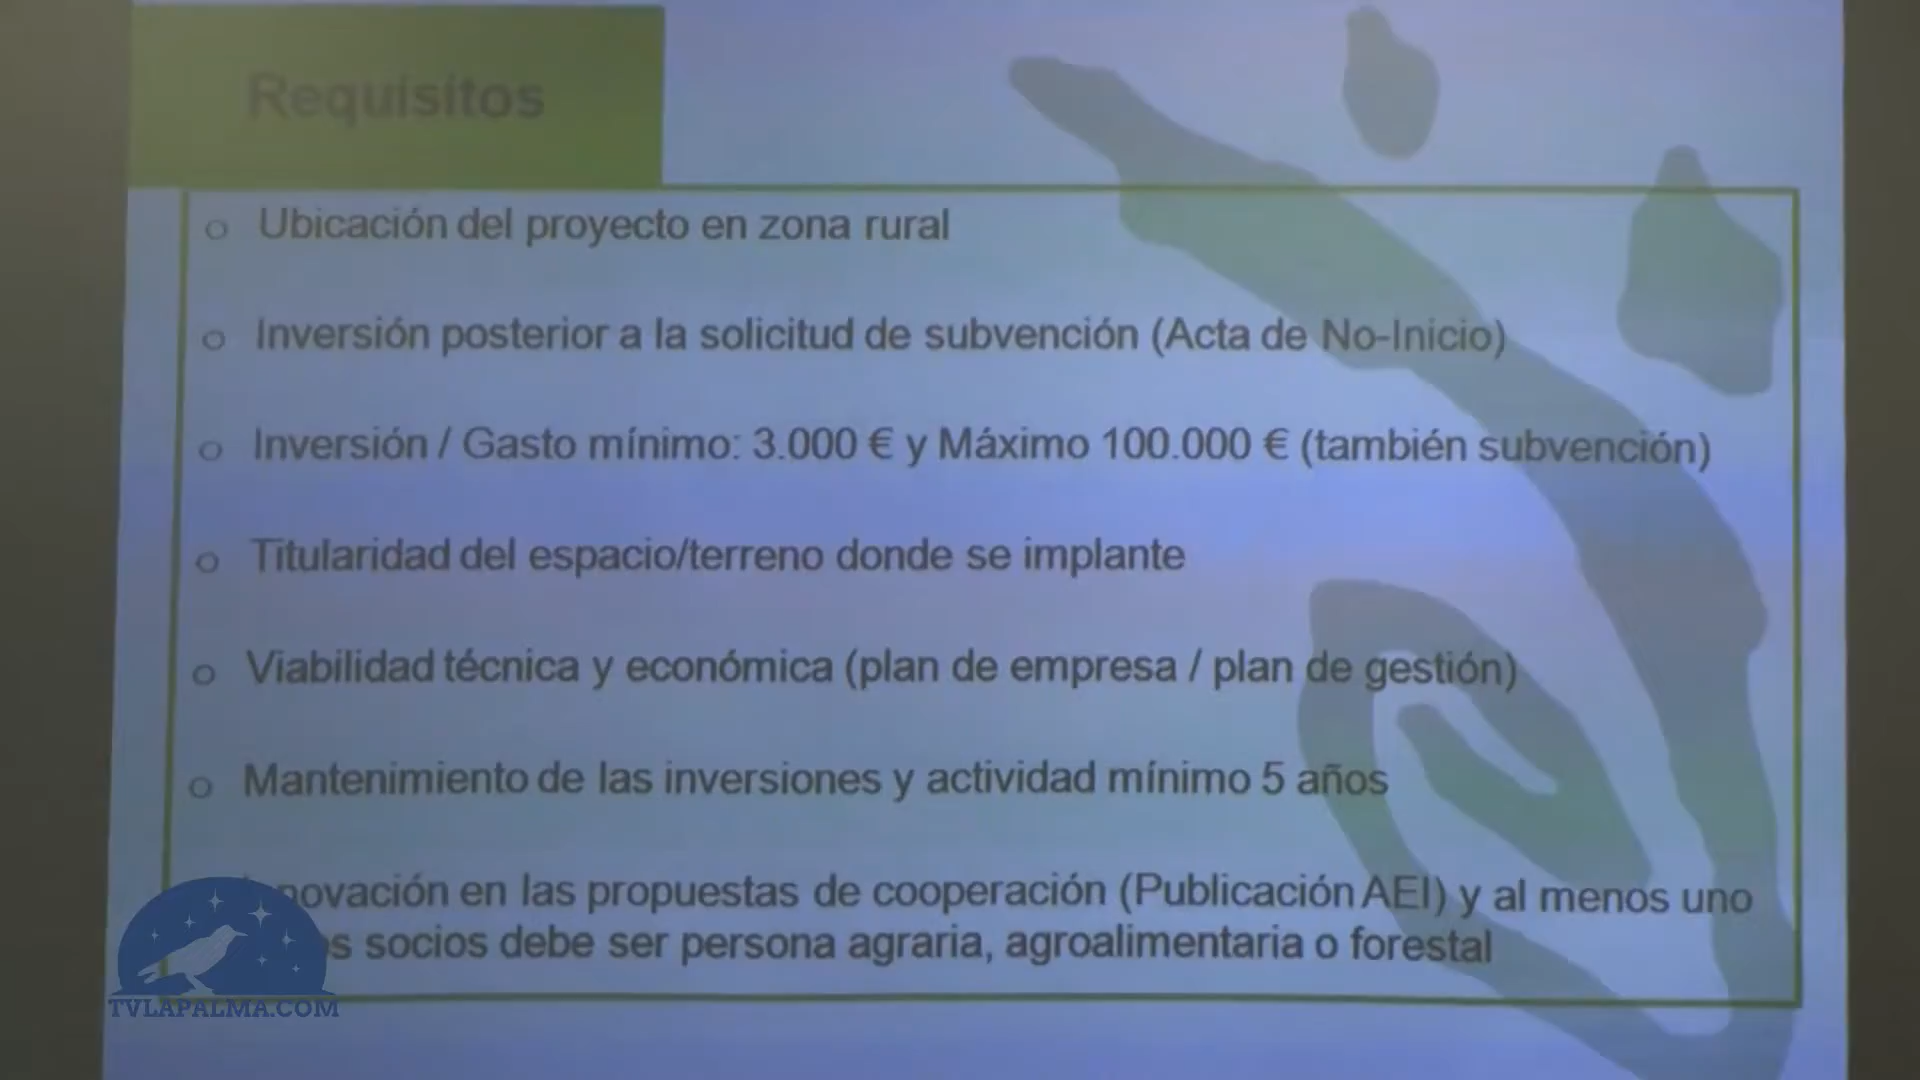 Requisitos
o Ubicación del proyecto en zona rural
o Inversión posterior a la solicitud de subvención (Acta de No-Inicio)
o Inversión / Gasto mínimo: 3.000 € y Máximo 100.000 € (también subvención)
o Titularidad del espacio/terreno donde se implante
o Viabilidad técnica y económica (plan de empresa / plan de gestión)
o Mantenimiento de las inversiones y actividad mínimo 5 años
en las propuestas de cooperación (Publicación AEI) y al menos uno
socios debe ser persona agraria, agroalimentaria o forestal
TVLAPALMA.COM